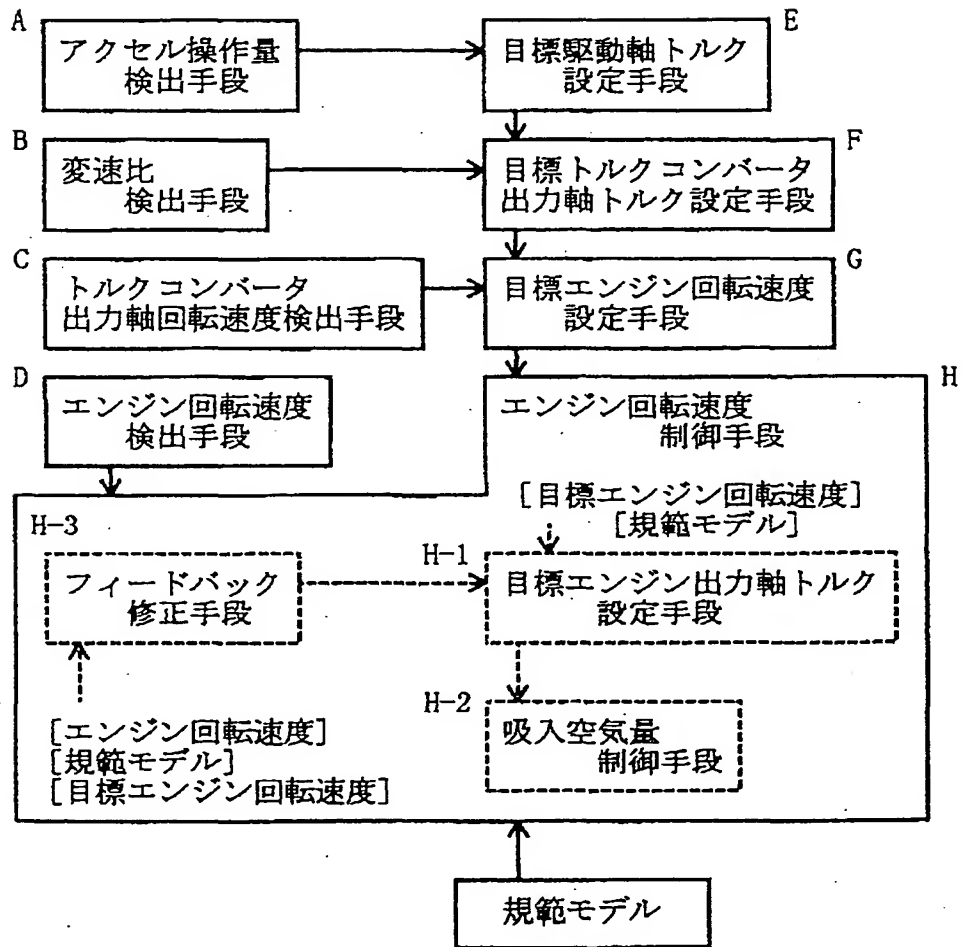 A
アクセル操作量
検出手段
E
目標駆動軸トルク
設定手段
B
変速比
検出手段
F
目標トルクコンバータ
出力軸トルク設定手段
C
トルクコンバータ
出力軸回転速度検出手段
G
目標エンジン回転速度
設定手段
D
エンジン回転速度
検出手段
H
エンジン回転速度
制御手段
[目標エンジン回転速度]
[規範モデル]
H-3
フィードバック
修正手段
H-1
目標エンジン出力軸トルク
設定手段
H-2
吸入空気量
制御手段
[エンジン回転速度]
[規範モデル]
[目標エンジン回転速度]
規範モデル